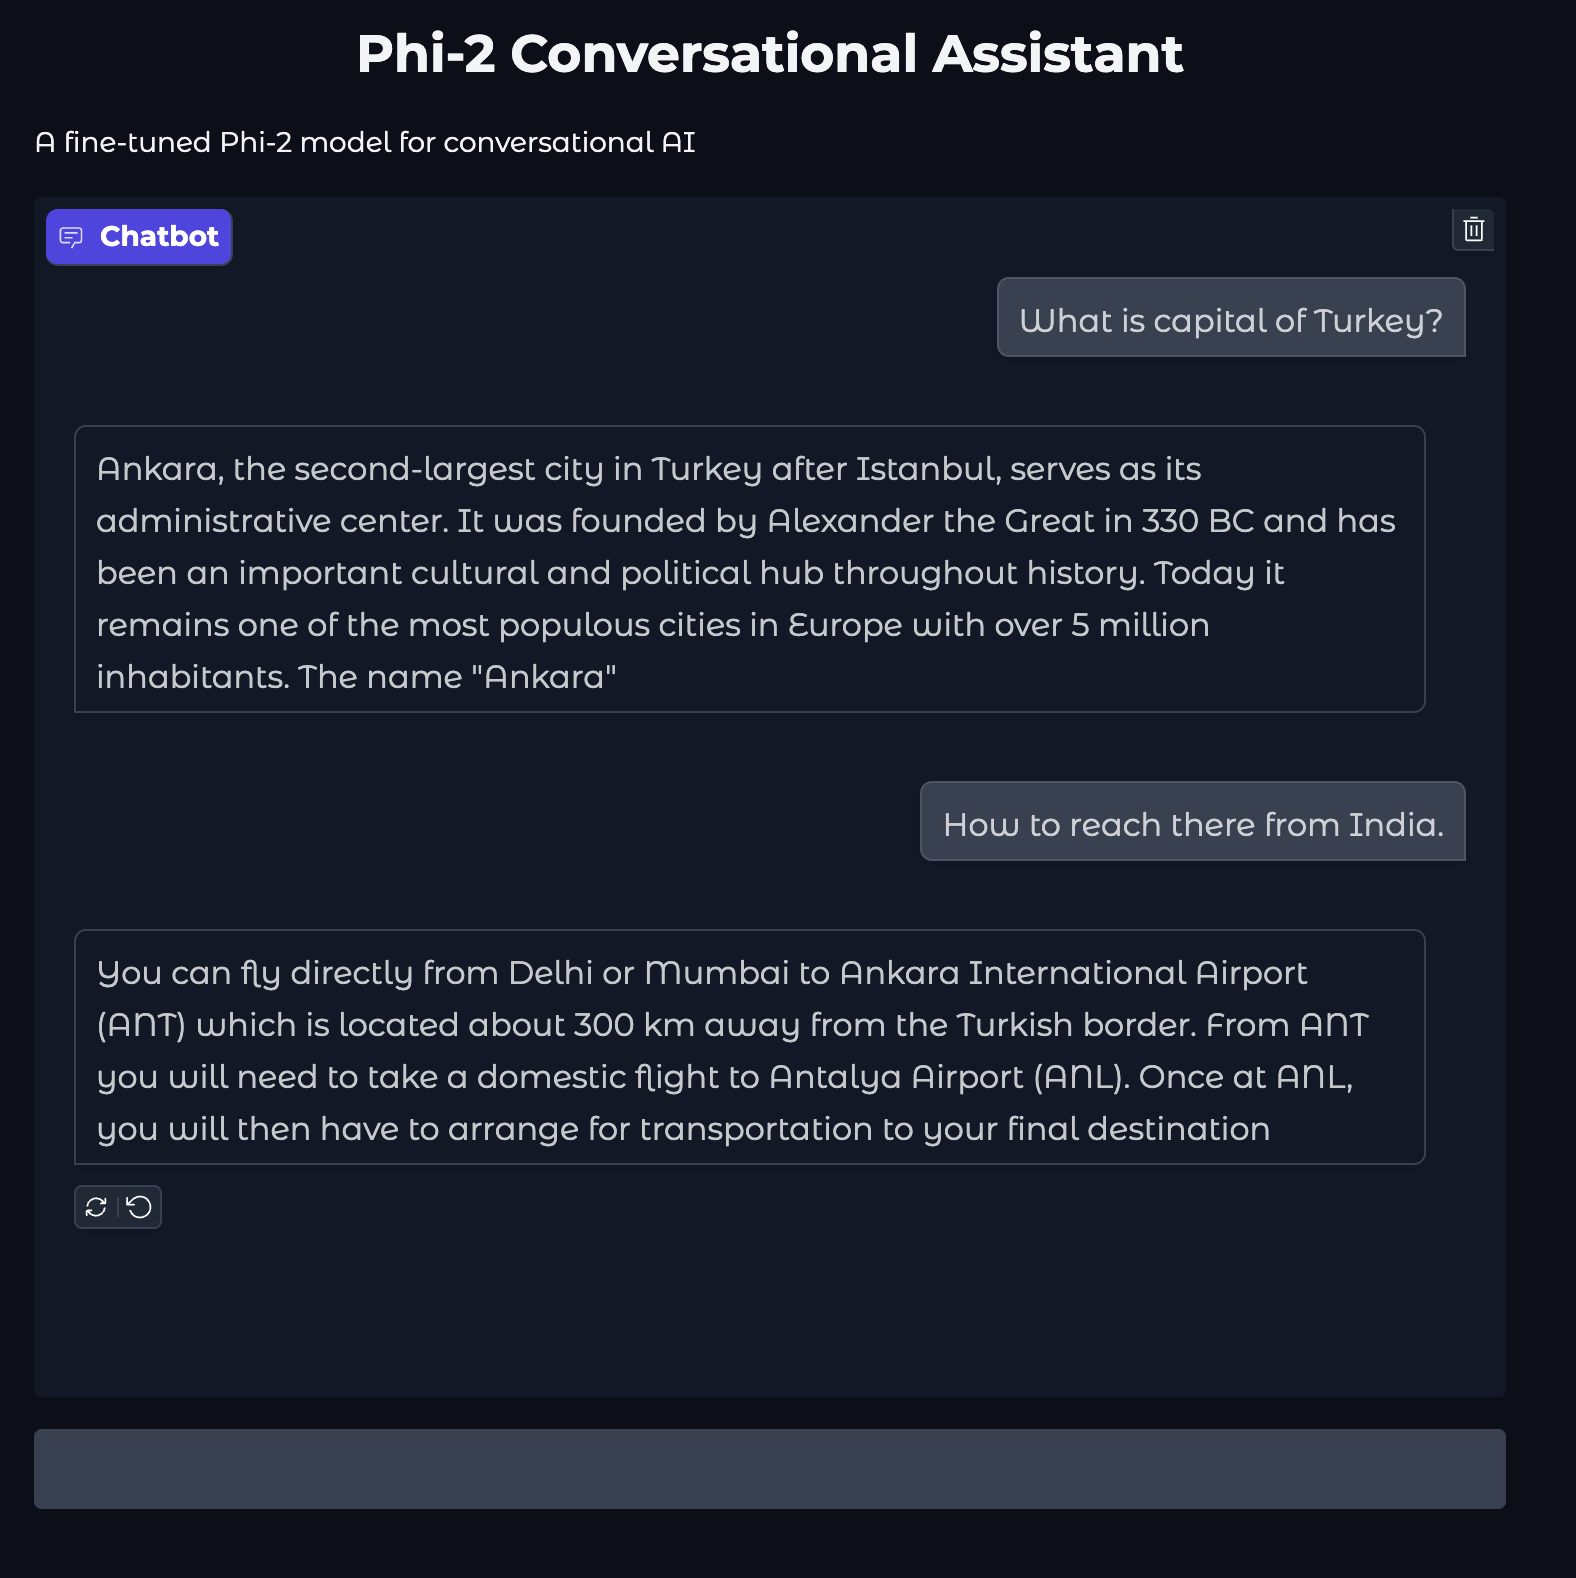 Phi-2 Conversational Assistant
A fine-tuned Phi-2 model for conversational AI
Chatbot
What is capital of Turkey?
Ankara, the second-largest city in Turkey after Istanbul, serves as its
administrative center. It was founded by Alexander the Great in 330 BC and has
been an important cultural and political hub throughout history. Today it
remains one of the most populous cities in Europe with over 5 million
inhabitants. The name "Ankara"
How to reach there from India.
You can fly directly from Delhi or Mumbai to Ankara International Airport
(ANT) which is located about 300 km away from the Turkish border. From ANT
you will need to take a domestic flight to Antalya Airport (ANL). Once at ANL,
you will then have to arrange for transportation to your final destination